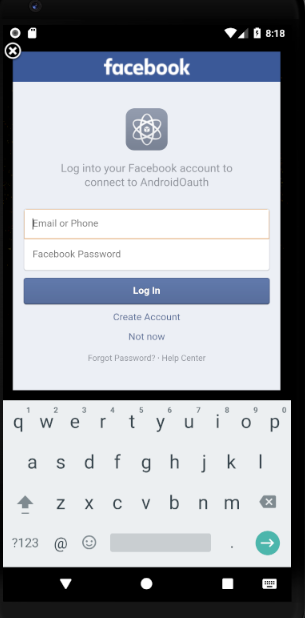 8:18
facebook
Log into your Facebook account to
connect to AndroidOauth
Email or Phone
Facebook Password
Log In
Create Account
Not now
Forgot Password? · Help Center
1 2 3 4 5 6 7 8 9 0
q w e r t y u i o p
a s d f g h j k l
z x c v b n m
?123 @ .